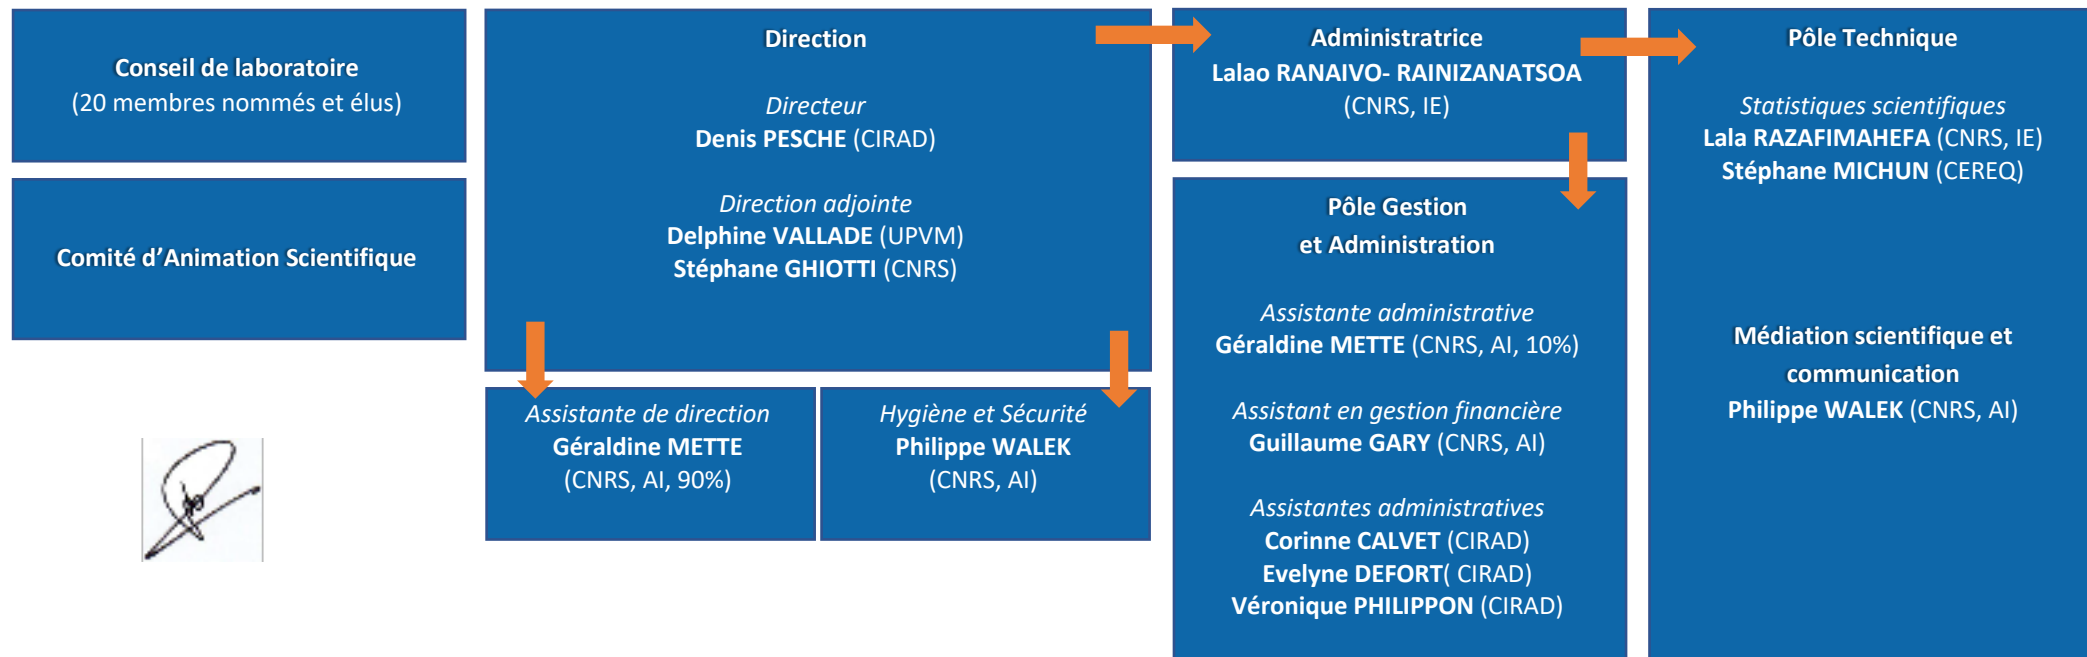 Conseil de laboratoire
(20 membres nommés et élus)
Comité d’Animation Scientifique
Direction
Directeur
Denis PESCHE (CIRAD)
Direction adjointe
Delphine VALLADE (UPVM)
Stéphane GHIOTTI (CNRS)
Assistante de direction
Géraldine METTE
(CNRS, AI, 90%)
Hygiène et Sécurité
Philippe WALEK
(CNRS, AI)
Administratrice
Lalao RANAIVO- RAINIZANATSOA
(CNRS, IE)
Pôle Gestion
et Administration
Assistante administrative
Géraldine METTE (CNRS, AI, 10%)
Assistant en gestion financière
Guillaume GARY (CNRS, AI)
Assistantes administratives
Corinne CALVET (CIRAD)
Evelyne DEFORT( CIRAD)
Véronique PHILIPPON (CIRAD)
Pôle Technique
Statistiques scientifiques
Lala RAZAFIMAHEFA (CNRS, IE)
Stéphane MICHUN (CEREQ)
Médiation scientifique et
communication
Philippe WALEK (CNRS, AI)